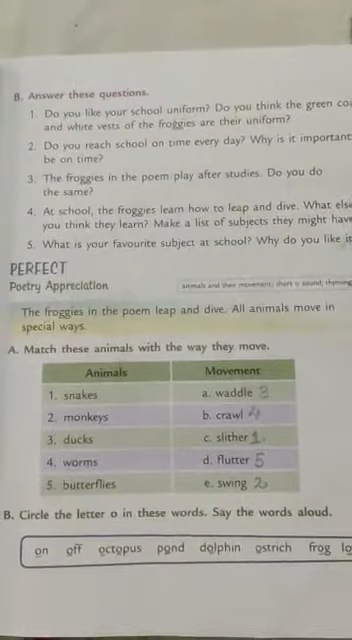 B. Answer these questions.
1. Do you like your school uniform? Do you think the green
and white vests of the froggies are their uniform?
2. Do you reach school on time every day? Why is it important
be on time?
3. The froggies in the poem play after studies. Do you do
the same?
4. At school, the froggies learn how to leap and dive. What
you think they learn? Make a list of subjects they might
5. What is your favourite subject at school? Why do you like
PERFECT
Poetry Appreciation
animals and their movement; short o sound; rhyming
The froggies in the poem leap and dive. All animals move in
special ways.
A. Match these animals with the way they move.
Animals Movement
1. snakes a. waddle 3
2. monkeys b. crawl 4
3. ducks c. slither 1
4. worms d. flutter 5
5. butterflies e. swing 2
B. Circle the letter o in these words. Say the words aloud.
on off octopus pond dolphin ostrich frog